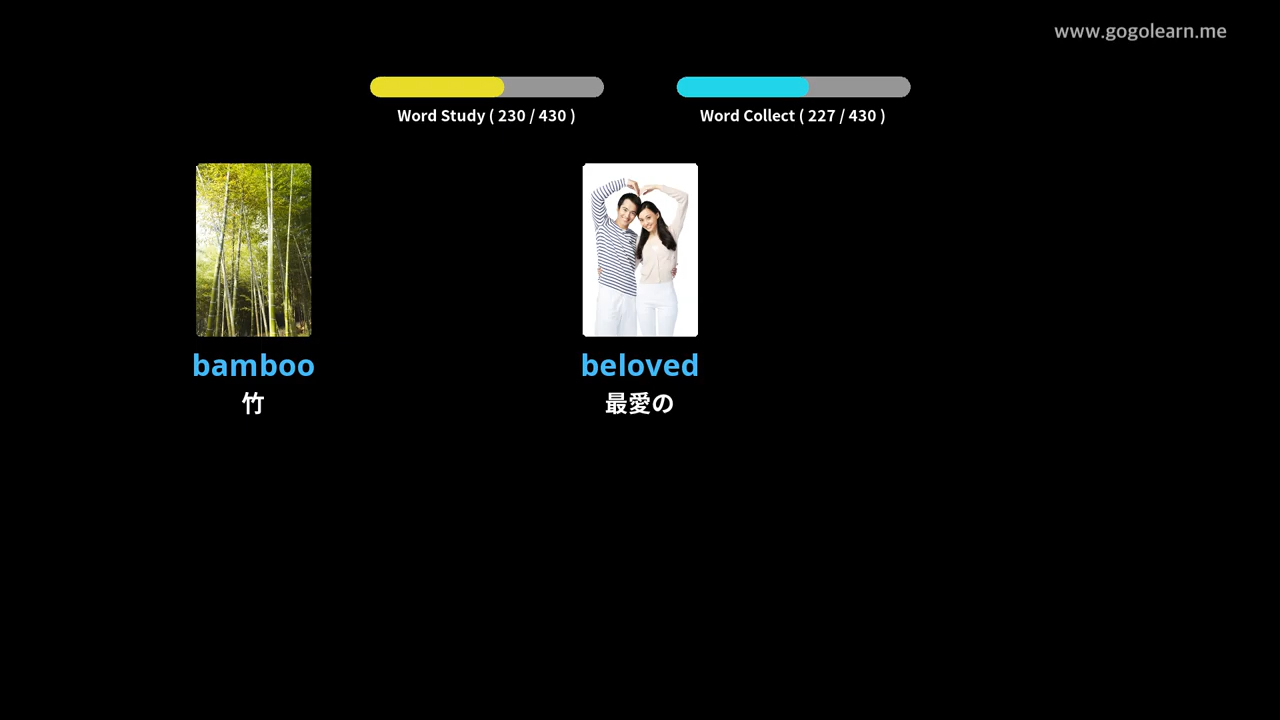 www.gogolearn.me
Word Study ( 230 / 430 )
Word Collect ( 227 / 430 )
bamboo
竹
beloved
最愛の